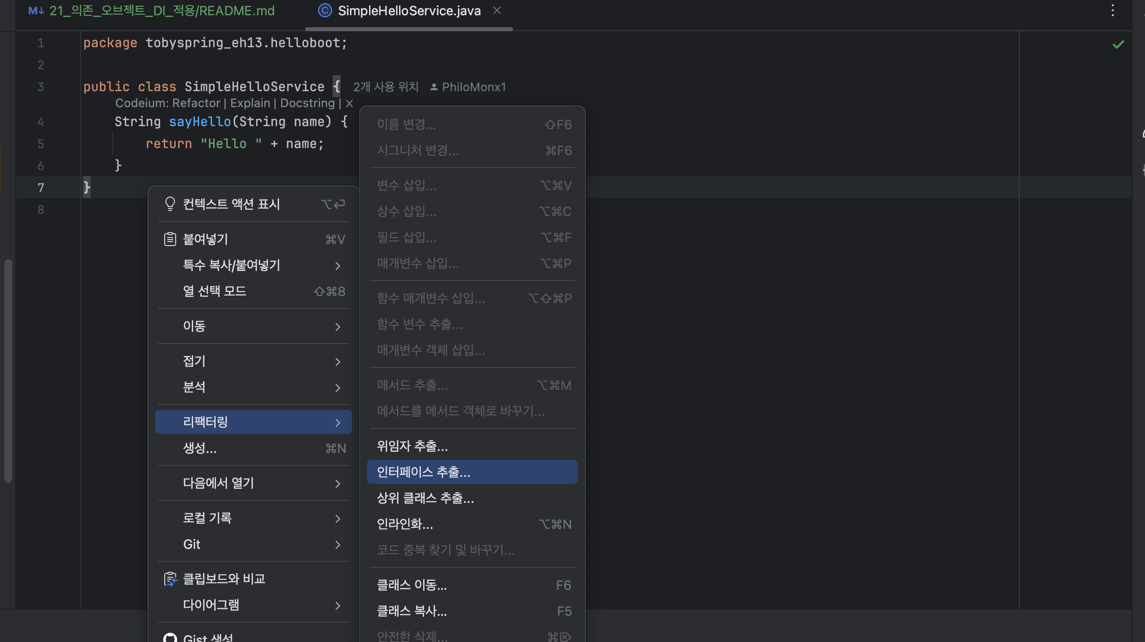 M↓ 21_의존_오브젝트_DI_적용/README.md
SimpleHelloService.java
1 package tobyspring_eh13.helloboot;
2
3 public class SimpleHelloService { 2개 사용 위치 PhiloMonx1
Codeium: Refactor | Explain | Docstring | ×
4 String sayHello(String name) {
5 return "Hello " + name;
6 }
7 }
8
컨텍스트 액션 표시 ⌥⏎
붙여넣기 ⌘V
특수 복사/붙여넣기
열 선택 모드 ⇧⌘8
이동
접기
분석
리팩터링
생성... ⌘N
다음에서 열기
로컬 기록
Git
클립보드와 비교
다이어그램
Gist 생성
이름 변경... ⇧F6
시그니처 변경... ⌘F6
변수 삽입... ⌥⌘V
상수 삽입... ⌥⌘C
필드 삽입... ⌥⌘F
매개변수 삽입... ⌥⌘P
함수 매개변수 삽입... ⌥⇧⌘P
함수 변수 추출...
매개변수 객체 삽입...
메서드 추출... ⌥⌘M
메서드를 메서드 객체로 바꾸기...
위임자 추출...
인터페이스 추출...
상위 클래스 추출...
인라인화... ⌥⌘N
코드 중복 찾기 및 바꾸기...
클래스 이동... F6
클래스 복사... F5
안전한 삭제... ⌘⌦